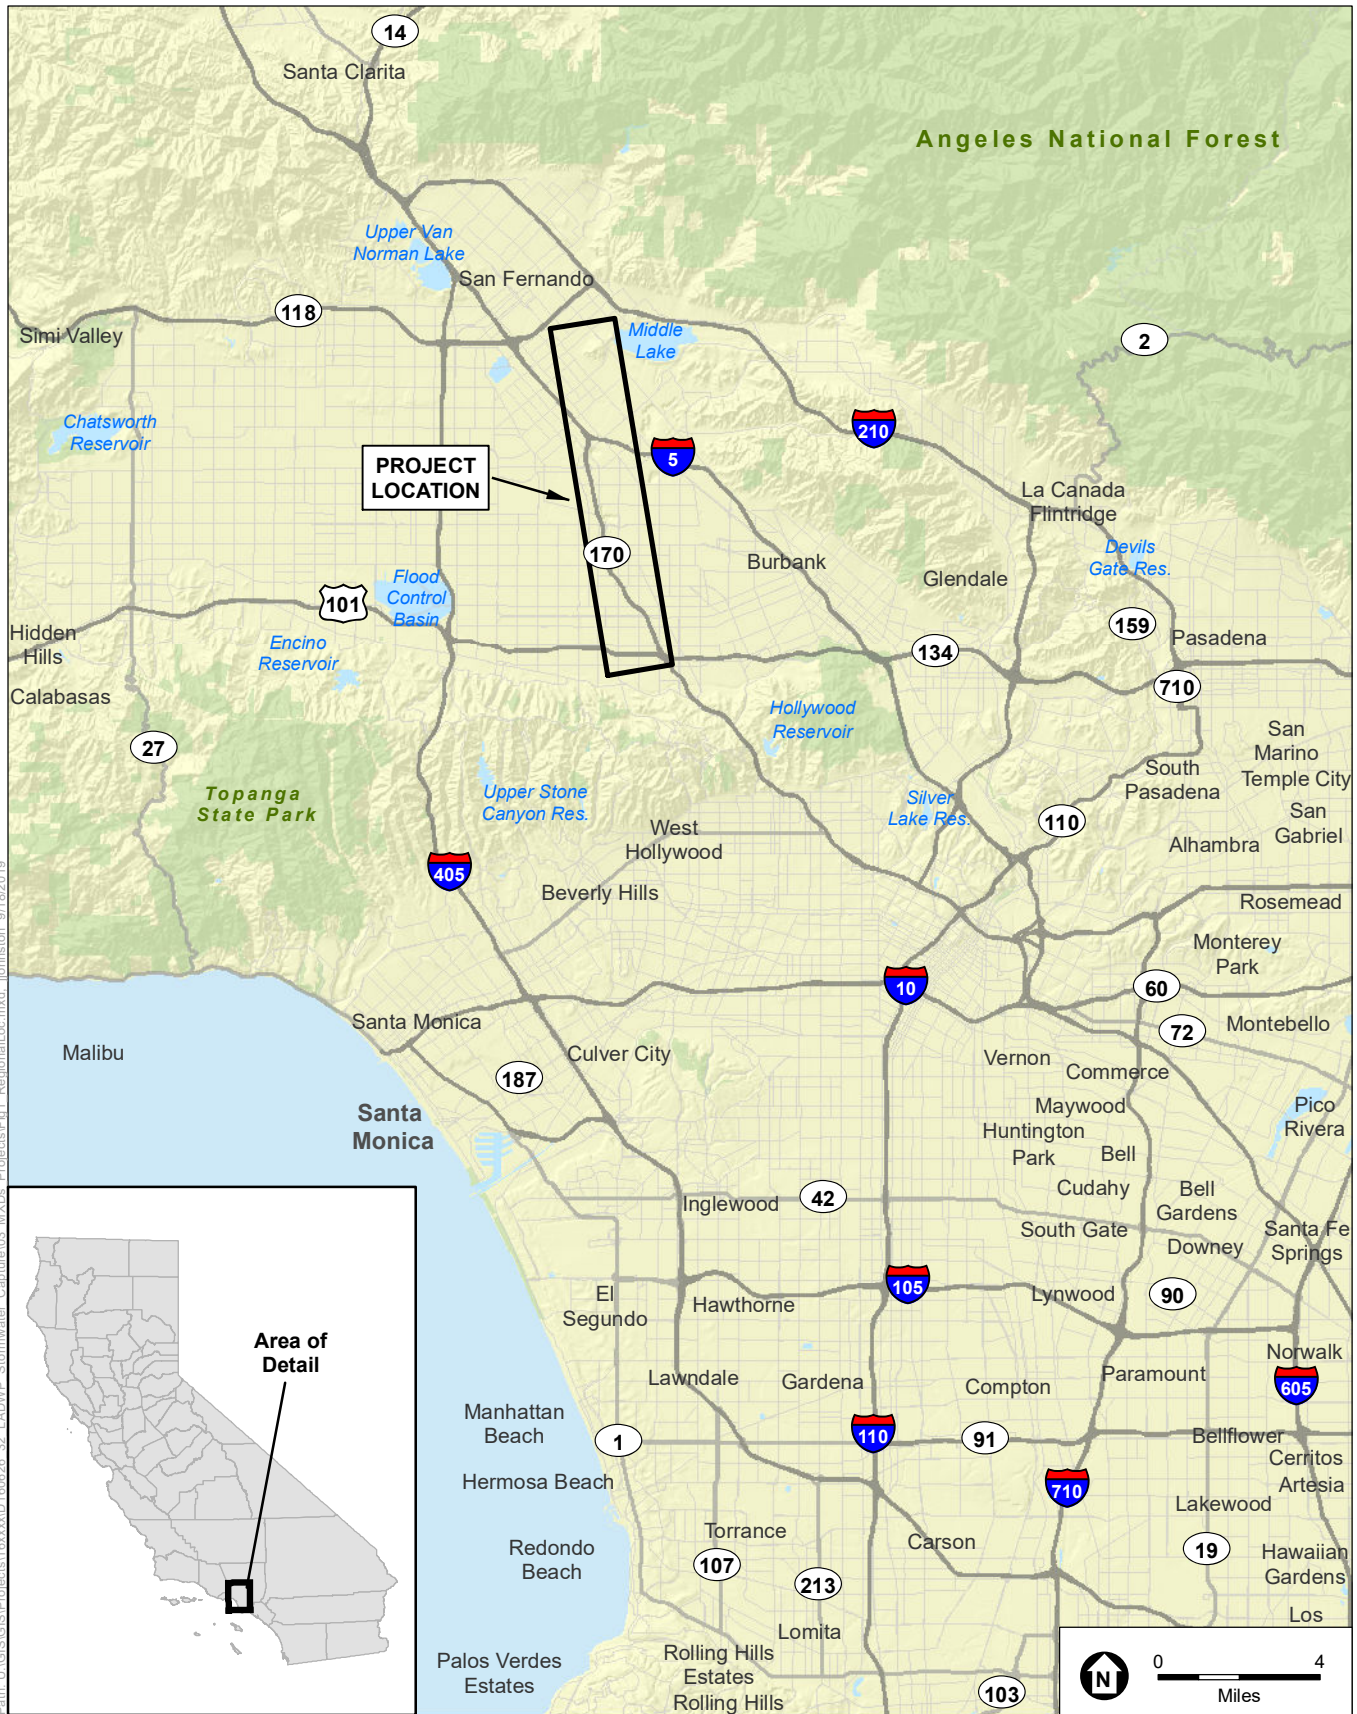 14
Santa Clarita
Angeles National Forest
Upper Van
Norman Lake
San Fernando
118
Simi Valley
Middle
Lake
2
Chatsworth
Reservoir
210
5
PROJECT
LOCATION
La Canada
Flintridge
170
Burbank
Devils
Gate Res.
Glendale
Flood
Control
Basin
101
159
Hidden
Hills
Encino
Reservoir
134
Pasadena
710
Calabasas
Hollywood
Reservoir
27
San
Marino
South
Pasadena
Temple City
Topanga
State Park
Upper Stone
Canyon Res.
Silver
Lake Res.
110
San
Gabriel
West
Hollywood
Alhambra
405
Beverly Hills
Rosemead
Monterey
Park
10
60
Santa Monica
72
Montebello
Malibu
Culver City
187
Vernon
Commerce
Santa
Monica
Maywood
Pico
Rivera
Huntington
Park
Bell
Cudahy
Bell
Gardens
Inglewood
42
South Gate
Downey
Santa Fe
Springs
105
El
Segundo
Hawthorne
Lynwood
90
Area of
Detail
Norwalk
Lawndale
Gardena
Compton
Paramount
605
Manhattan
Beach
1
110
91
Bellflower
Cerritos
Hermosa Beach
710
Artesia
Lakewood
Torrance
Redondo
Beach
Carson
107
213
19
Hawaiian
Gardens
Los
Lomita
Palos Verdes
Estates
Rolling Hills
Estates
Rolling Hills
103
N
0 4
Miles